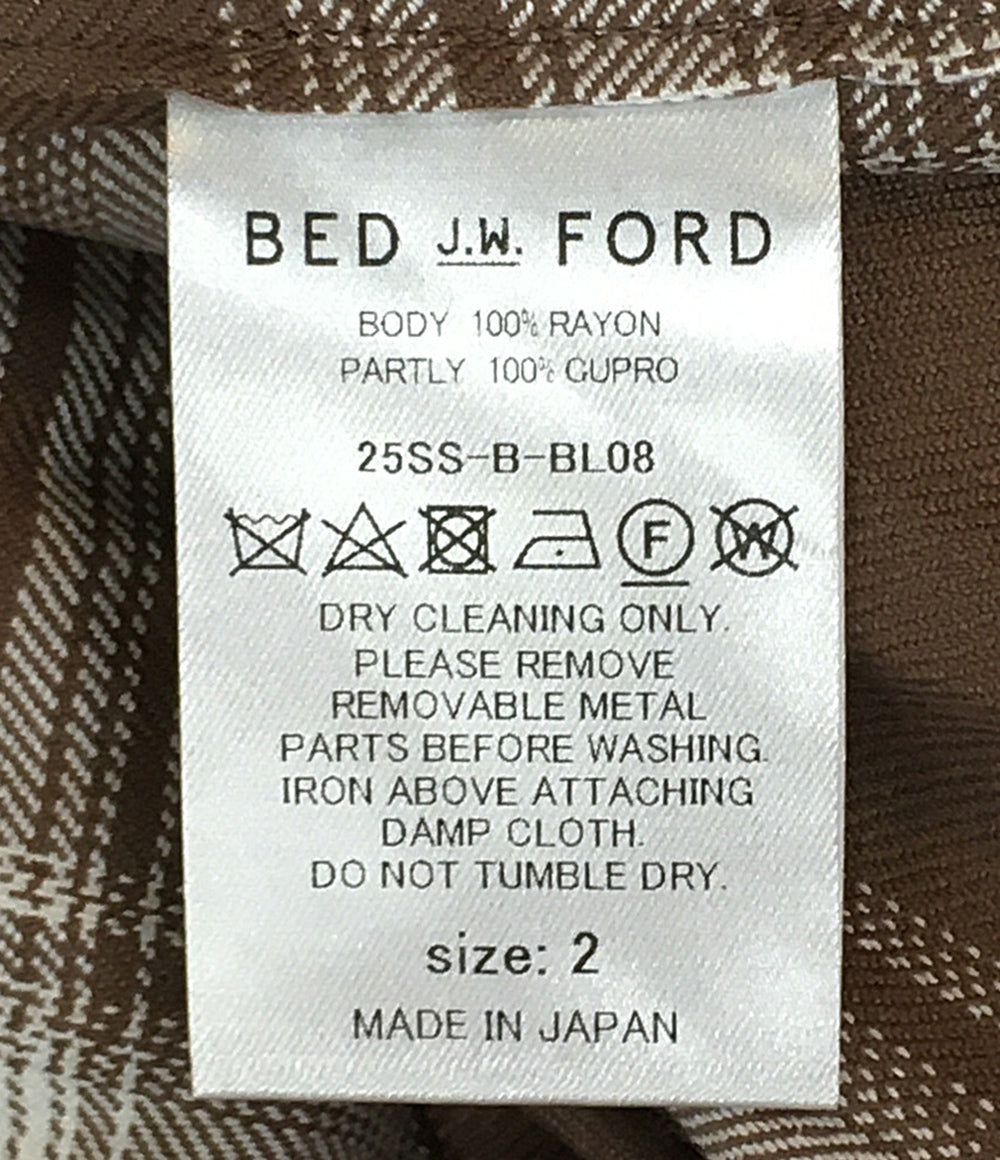 BED J.W. FORD
BODY 100% RAYON
PARTLY 100% CUPRO
25SS-B-BL08
F W
DRY CLEANING ONLY.
PLEASE REMOVE
REMOVABLE METAL
PARTS BEFORE WASHING.
IRON ABOVE ATTACHING
DAMP CLOTH.
DO NOT TUMBLE DRY.
size: 2
MADE IN JAPAN